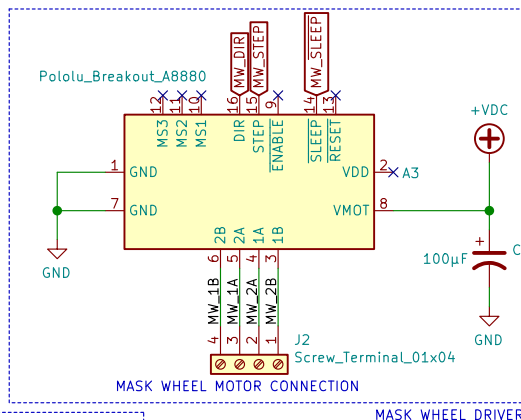 MW_DIR
MW_STEP
MW_SLEEP
Pololu_Breakout_A8880
12
11
10
16
15
9
14
13
MS3
MS2
MS1
DIR
STEP
ENABLE
SLEEP
RESET
+VDC
1
GND
VDD
2
A3
7
GND
VMOT
8
2B
2A
1A
1B
6
5
4
3
GND
+
100µF
C
MW_1B
MW_1A
MW_2A
MW_2B
GND
4
3
2
1
J2
Screw_Terminal_01x04
MASK WHEEL MOTOR CONNECTION
MASK WHEEL DRIVER